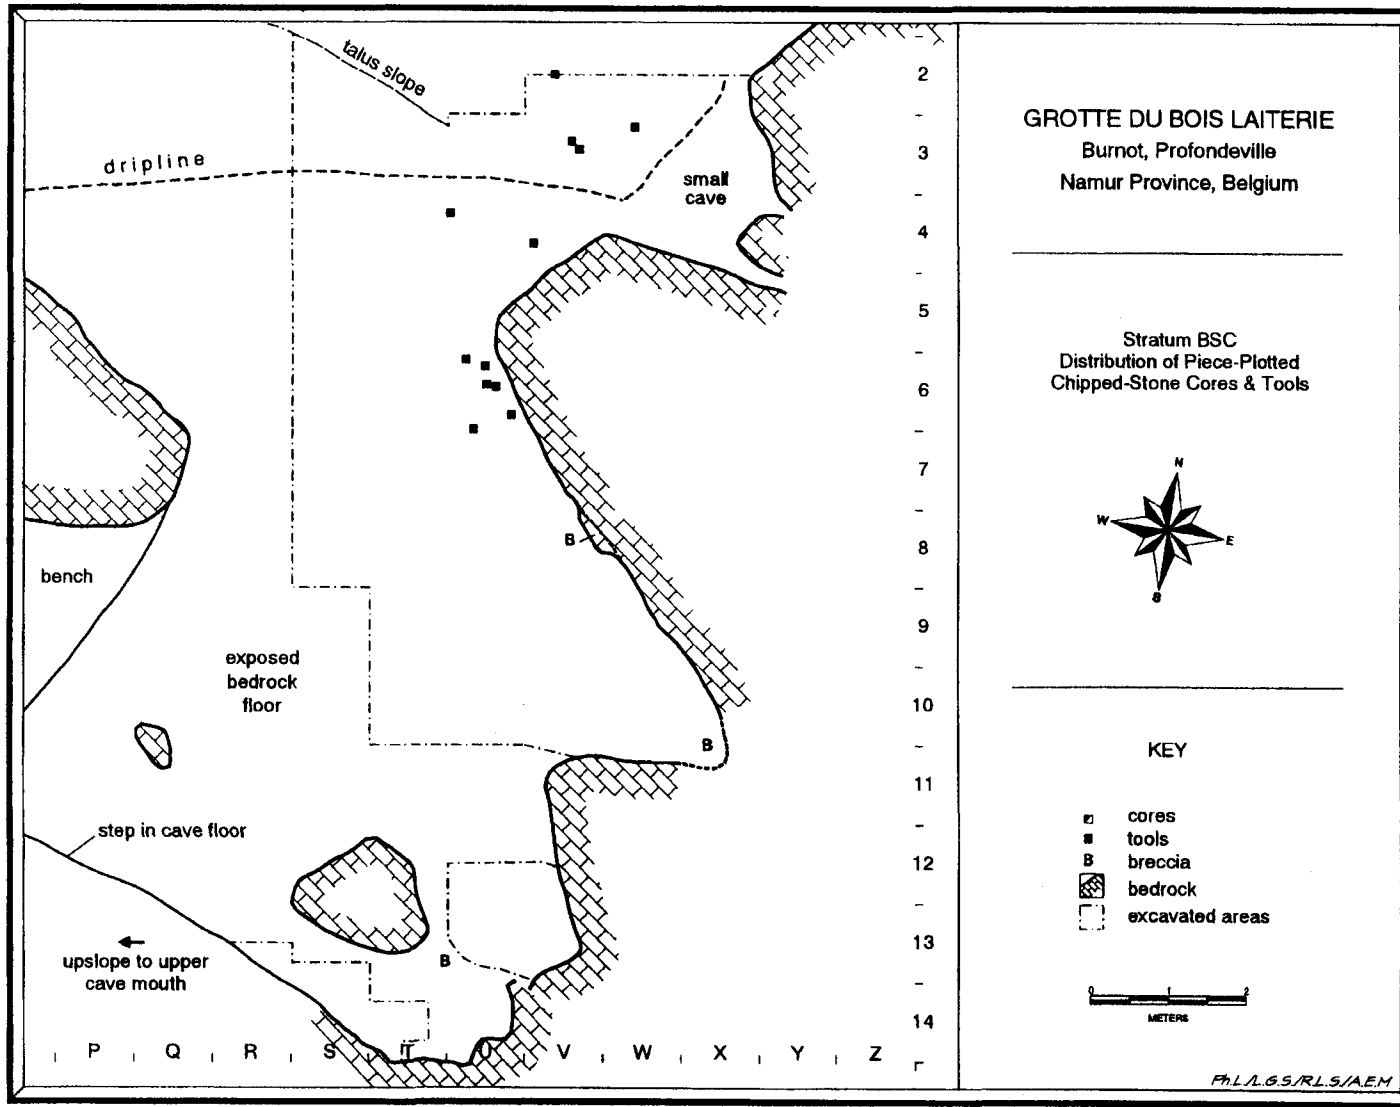 talus slope
dripline
small
cave
bench
exposed
bedrock
floor
step in cave floor
upslope to upper
cave mouth
B
B
B
2
3
4
5
6
7
8
9
10
11
12
13
14
P Q R S T U V W X Y Z
GROTTE DU BOIS LAITERIE
Burnot, Profondeville
Namur Province, Belgium
Stratum BSC
Distribution of Piece-Plotted
Chipped-Stone Cores & Tools
N
W
E
S
KEY
cores
tools
B breccia
bedrock
excavated areas
0 1 2
METERS
Ph.L./L.G.S/R.L.S/A.E.M